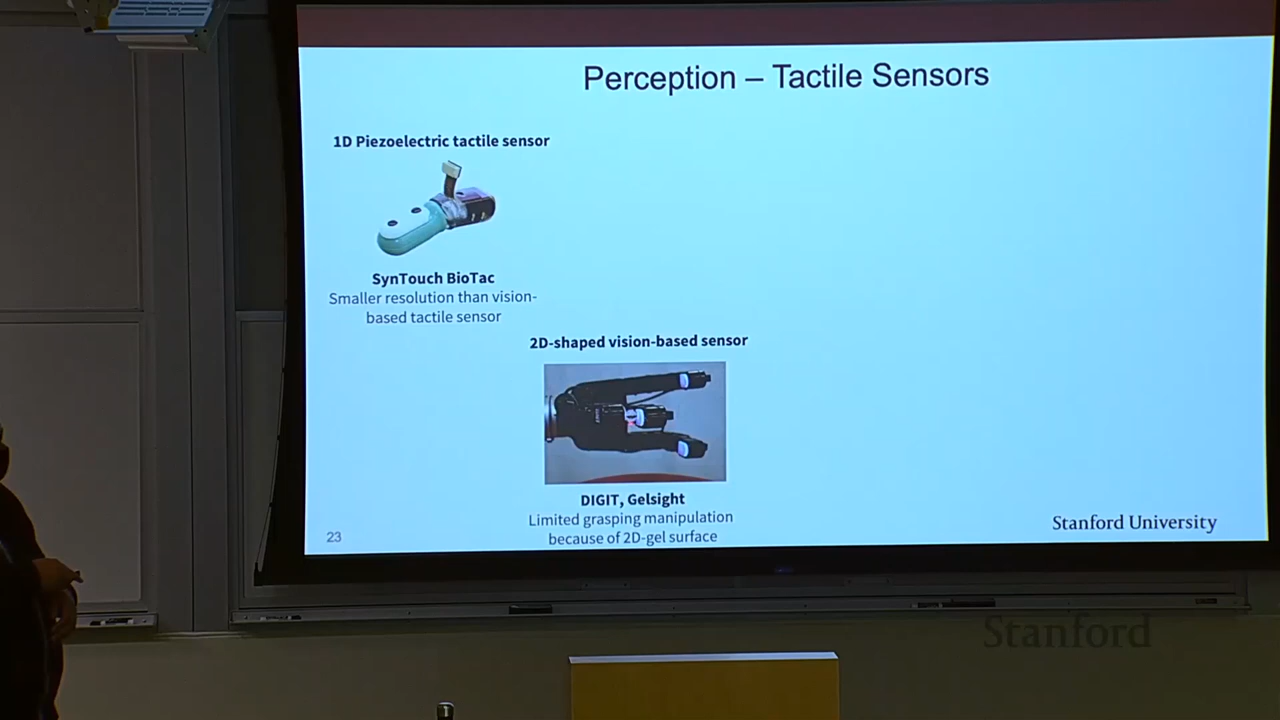 Perception – Tactile Sensors
1D Piezoelectric tactile sensor
SynTouch BioTac
Smaller resolution than vision-
based tactile sensor
2D-shaped vision-based sensor
DIGIT, Gelsight
Limited grasping manipulation
because of 2D-gel surface
23
Stanford University
Stanford